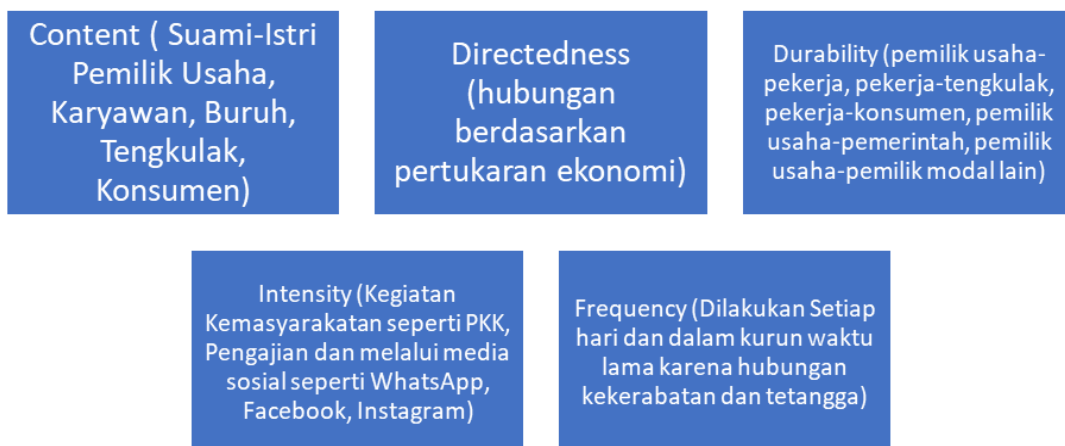 Content ( Suami-Istri
Pemilik Usaha,
Karyawan, Buruh,
Tengkulak,
Konsumen)
Directedness
(hubungan
berdasarkan
pertukaran ekonomi)
Durability (pemilik usaha-
pekerja, pekerja-tengkulak,
pekerja-konsumen, pemilik
usaha-pemerintah, pemilik
usaha-pemilik modal lain)
Intensity (Kegiatan
Kemasyarakatan seperti PKK,
Pengajian dan melalui media
sosial seperti WhatsApp,
Facebook, Instagram)
Frequency (Dilakukan Setiap
hari dan dalam kurun waktu
lama karena hubungan
kekerabatan dan tetangga)